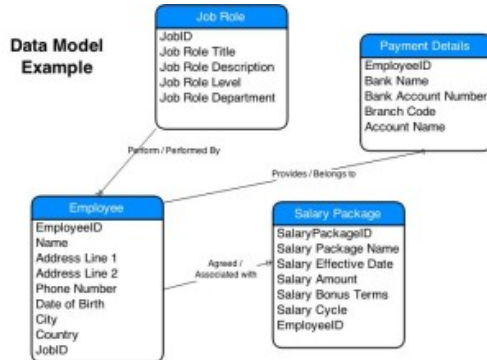 Data Model
Example
Job Role
JobID
Job Role Title
Job Role Description
Job Role Level
Job Role Department
Payment Details
EmployeeID
Bank Name
Bank Account Number
Branch Code
Account Name
Perform / Performed By
Provides / Belongs to
Employee
EmployeeID
Name
Address Line 1
Address Line 2
Phone Number
Date of Birth
City
Country
JobID
Agreed /
Associated with
Salary Package
SalaryPackageID
Salary Package Name
Salary Effective Date
Salary Amount
Salary Bonus Terms
Salary Cycle
EmployeeID